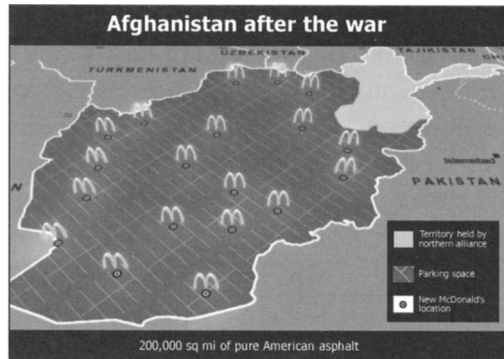 Afghanistan after the war
UZBEKISTAN
TAJIKISTAN
TURKMENISTAN
Islamabad
PAKISTAN
Territory held by
northern alliance
Parking space
New McDonald's
location
200,000 sq mi of pure American asphalt